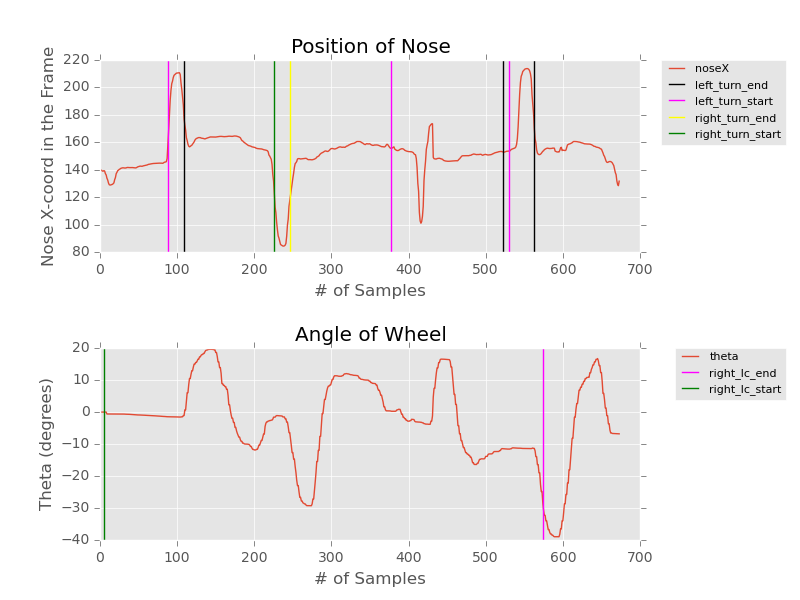 Position of Nose
Nose X-coord in the Frame
220
200
180
160
140
120
100
80
0 100 200 300 400 500 600 700
# of Samples
noseX
left_turn_end
left_turn_start
right_turn_end
right_turn_start
Angle of Wheel
Theta (degrees)
20
10
0
−10
−20
−30
−40
0 100 200 300 400 500 600 700
# of Samples
theta
right_lc_end
right_lc_start